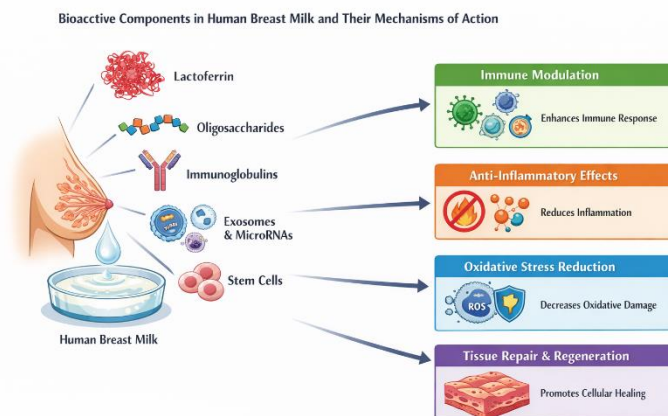 Bioacctive Components in Human Breast Milk and Their Mechanisms of Action
Lactoferrin
Oligosaccharides
Immunoglobulins
Exosomes
& MicroRNAs
Stem Cells
Human Breast Milk
Immune Modulation
Enhances Immune Response
Anti-Inflammatory Effects
Reduces Inflammation
Oxidative Stress Reduction
ROS
Decreases Oxidative Damage
Tissue Repair & Regeneration
Promotes Cellular Healing